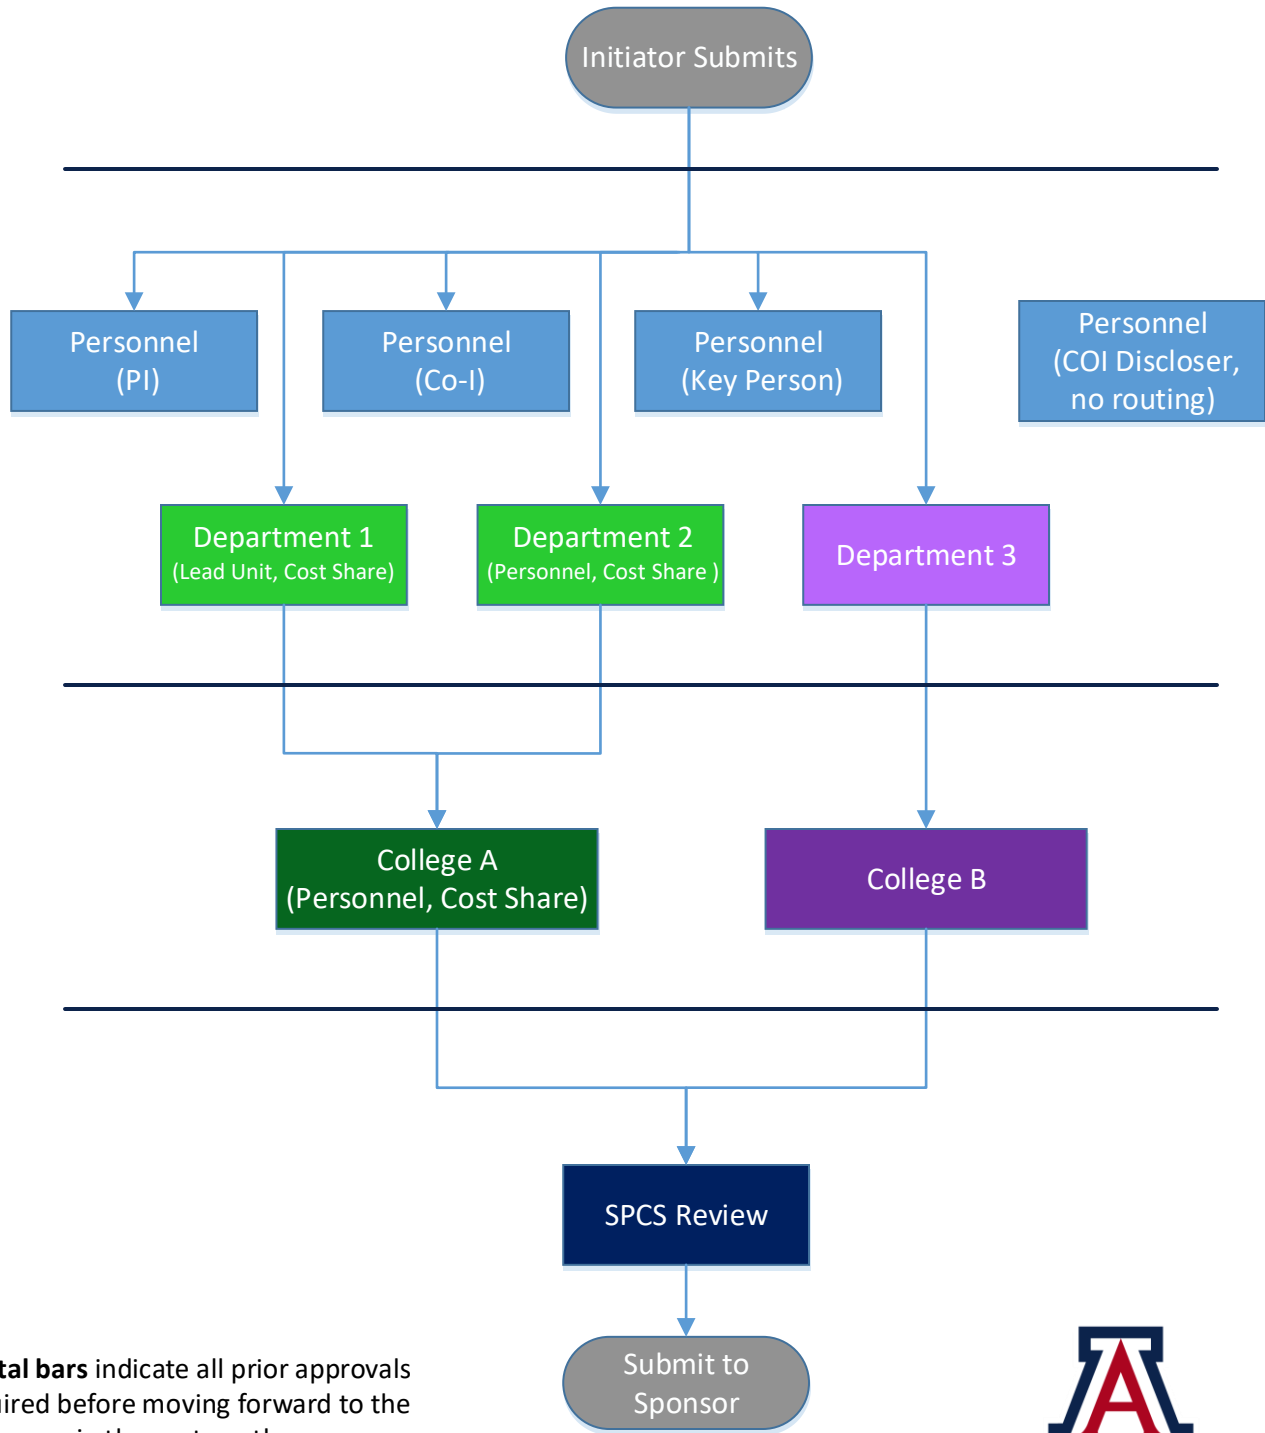 Initiator Submits
Personnel
(PI)
Personnel
(Co-I)
Personnel
(Key Person)
Personnel
(COI Discloser,
no routing)
Department 1
(Lead Unit, Cost Share)
Department 2
(Personnel, Cost Share )
Department 3
College A
(Personnel, Cost Share)
College B
SPCS Review
Submit to
Sponsor
bars indicate all prior approvals
before moving forward to the
A